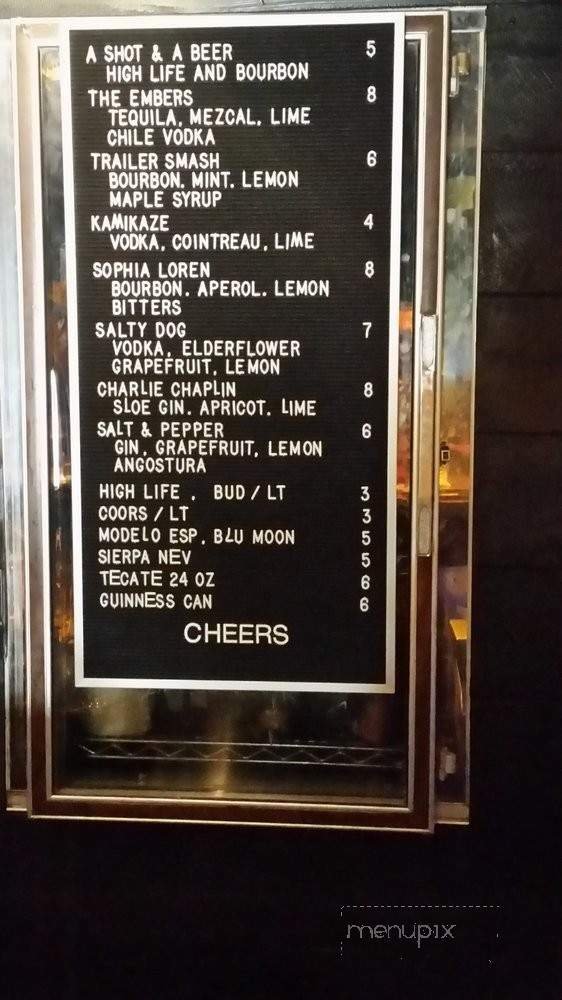 A SHOT & A BEER 5
HIGH LIFE AND BOURBON
THE EMBERS 8
TEQUILA, MEZCAL, LIME
CHILE VODKA
TRAILER SMASH 6
BOURBON. MINT. LEMON
MAPLE SYRUP
KAMIKAZE 4
VODKA, COINTREAU, LIME
SOPHIA LOREN 8
BOURBON. APEROL. LEMON
BITTERS
SALTY DOG 7
VODKA, ELDERFLOWER
GRAPEFRUIT, LEMON
CHARLIE CHAPLIN 8
SLOE GIN. APRICOT. LIME
SALT & PEPPER 6
GIN, GRAPEFRUIT, LEMON
ANGOSTURA
HIGH LIFE , BUD / LT 3
COORS / LT 3
MODELO ESP, BLU MOON 5
SIERPA NEV 5
TECATE 24 OZ 6
GUINNESS CAN 6
CHEERS
menupix